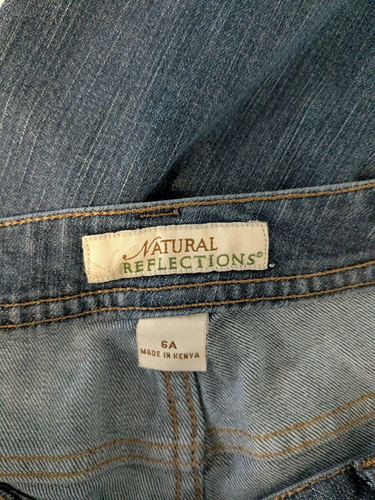 NATURAL
REFLECTIONS®
6A
MADE IN KENYA